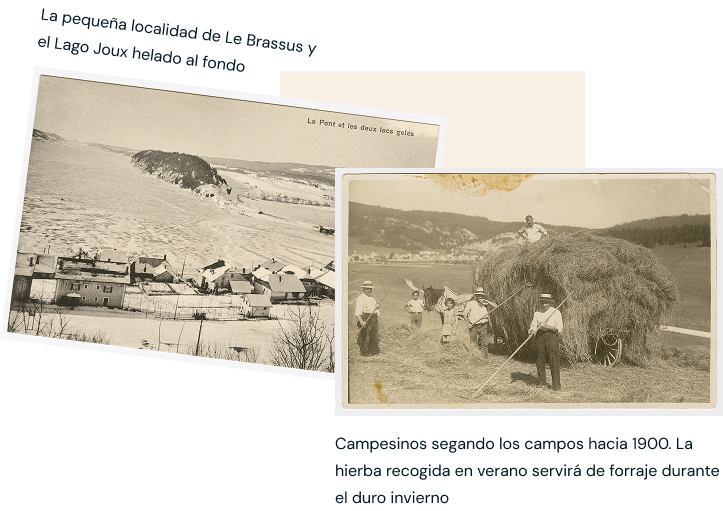 La pequeña localidad de Le Brassus y
el Lago Joux helado al fondo
Le Pont et les deux lacs gelés
Campesinos segando los campos hacia 1900. La
hierba recogida en verano servirá de forraje durante
el duro invierno